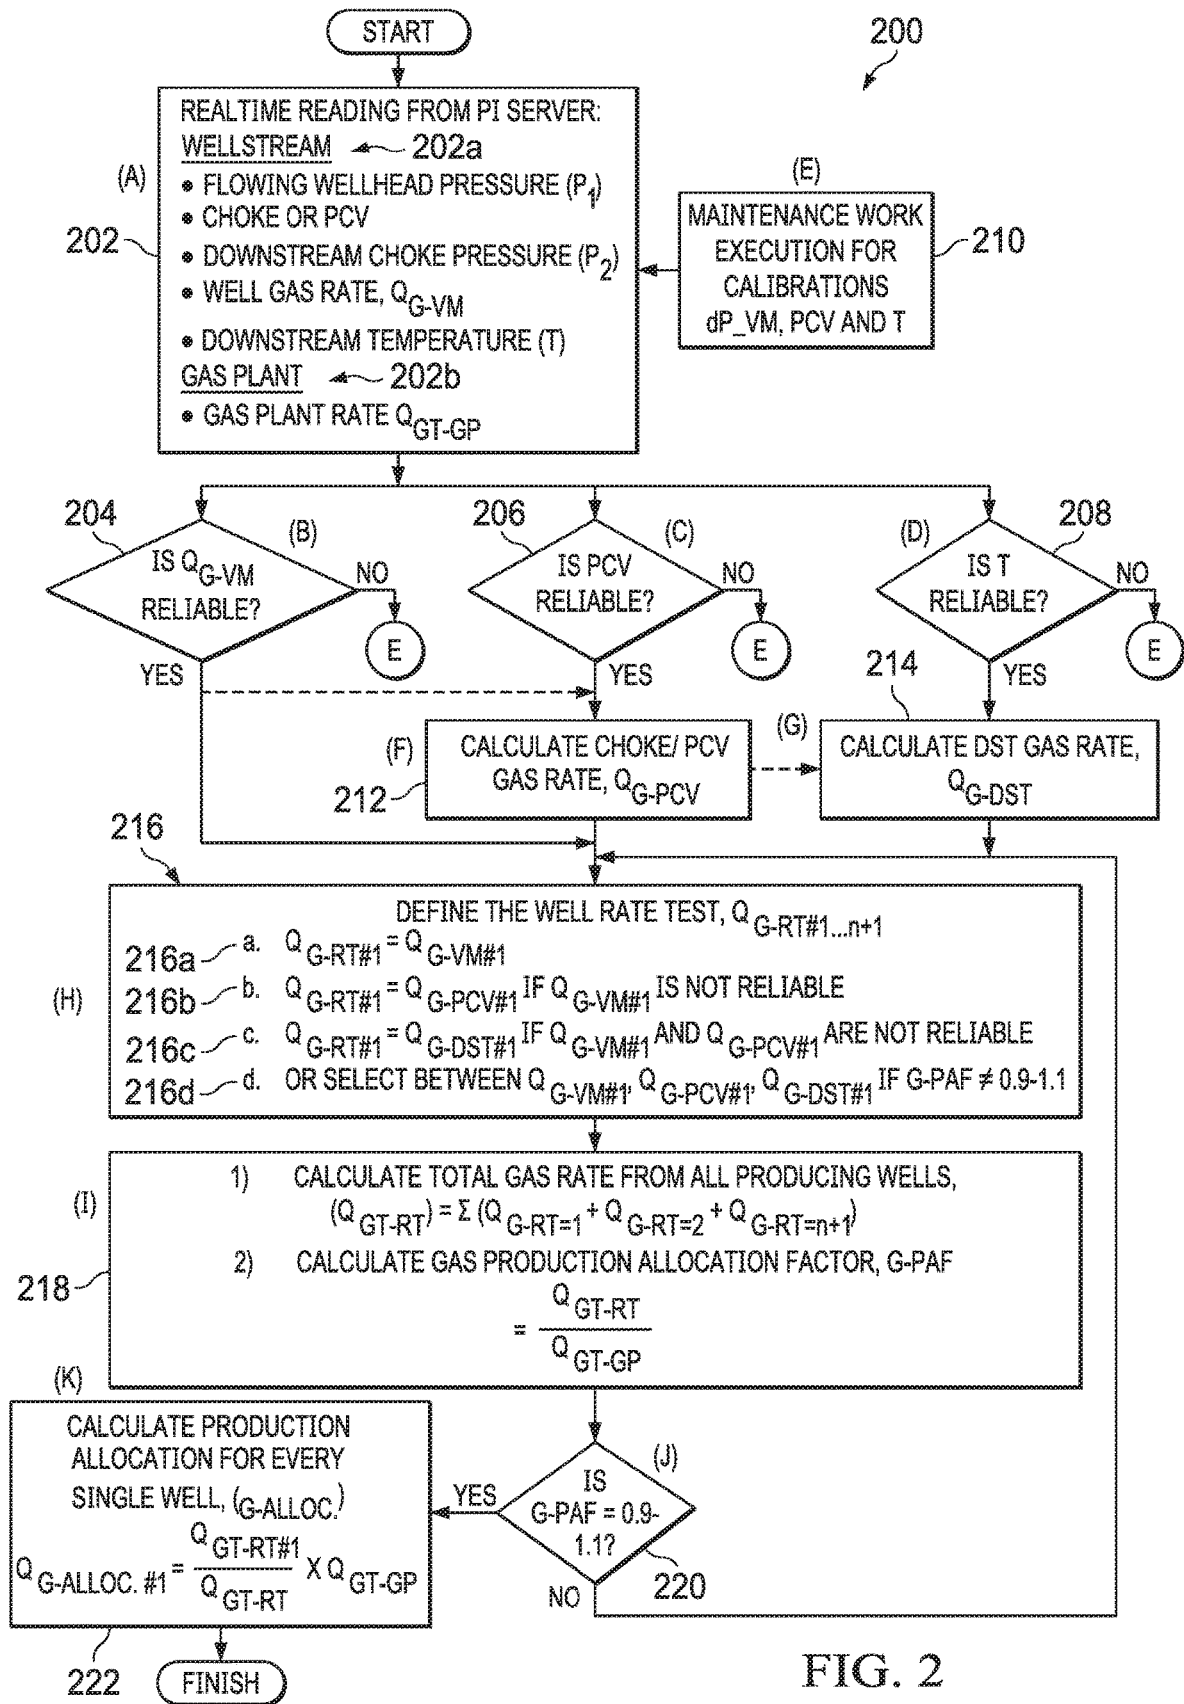 START
200
REALTIME READING FROM PI SERVER:
WELLSTREAM 202a
(A)
• FLOWING WELLHEAD PRESSURE (P1)
• CHOKE OR PCV
202
• DOWNSTREAM CHOKE PRESSURE (P2)
• WELL GAS RATE, QG-VM
• DOWNSTREAM TEMPERATURE (T)
GAS PLANT 202b
• GAS PLANT RATE QGT-GP
(E)
MAINTENANCE WORK
EXECUTION FOR
CALIBRATIONS
dP_VM, PCV AND T
210
204
(B)
IS QG-VM
RELIABLE?
NO
E
YES
206
(C)
IS PCV
RELIABLE?
NO
E
YES
208
(D)
IS T
RELIABLE?
NO
E
YES
(F)
CALCULATE CHOKE/ PCV
GAS RATE, QG-PCV
212
214
(G)
CALCULATE DST GAS RATE,
QG-DST
216
(H)
DEFINE THE WELL RATE TEST, QG-RT#1...n+1
216a a. QG-RT#1 = QG-VM#1
216b b. QG-RT#1 = QG-PCV#1 IF QG-VM#1 IS NOT RELIABLE
216c c. QG-RT#1 = QG-DST#1 IF QG-VM#1 AND QG-PCV#1 ARE NOT RELIABLE
216d d. OR SELECT BETWEEN QG-VM#1, QG-PCV#1, QG-DST#1 IF G-PAF ≠ 0.9-1.1
(I)
218
1) CALCULATE TOTAL GAS RATE FROM ALL PRODUCING WELLS,
(QGT-RT) = Σ (QG-RT=1 + QG-RT=2 + QG-RT=n+1)
2) CALCULATE GAS PRODUCTION ALLOCATION FACTOR, G-PAF
= QGT-RT
QGT-GP
(J)
IS
G-PAF = 0.9-
1.1?
220
YES
NO
(K)
CALCULATE PRODUCTION
ALLOCATION FOR EVERY
SINGLE WELL, (G-ALLOC.)
QGT-RT#1
QG-ALLOC. #1 = X QGT-GP
QGT-RT
222
FINISH
FIG. 2